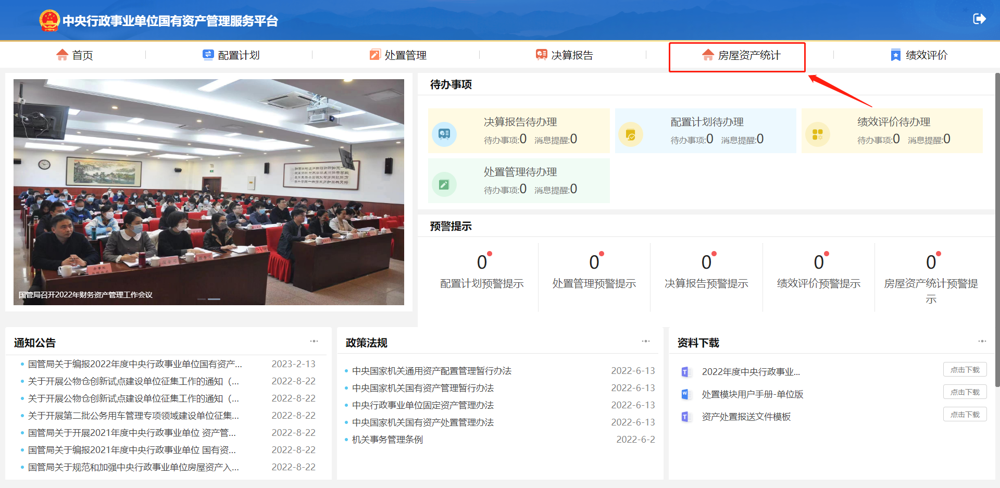 中央行政事业单位国有资产管理服务平台
首页
配置计划
处置管理
决算报告
房屋资产统计
绩效评价
国管局召开2022年财务资产管理工作会议
待办事项
决算报告待办理
待办事项:0 消息提醒:0
配置计划待办理
待办事项:0 消息提醒:0
绩效评价待办理
待办事项:0 消息提醒:0
处置管理待办理
待办事项:0 消息提醒:0
预警提示
0
配置计划预警提示
0
处置管理预警提示
0
决算报告预警提示
0
绩效评价预警提示
0
房屋资产统计预警提
示
通知公告
国管局关于编报2022年度中央行政事业单位国有资产... 2023-2-13
关于开展公物仓创新试点建设单位征集工作的通知（... 2022-8-22
关于开展公物仓创新试点建设单位征集工作的通知（... 2022-8-22
关于开展第二批公务用车管理专项领域建设单位征集... 2022-8-22
国管局关于开展2021年度中央行政事业单位 资产管... 2022-8-22
国管局关于编报2021年度中央行政事业单位 国有资... 2022-8-22
国管局关于规范和加强中央行政事业单位房屋资产入... 2022-8-22
政策法规
中央国家机关通用资产配置管理暂行办法 2022-6-13
中央国家机关国有资产管理暂行办法 2022-6-13
中央行政事业单位固定资产管理办法 2022-6-13
中央国家机关国有资产处置管理办法 2022-6-13
机关事务管理条例 2022-6-2
资料下载
2022年度中央行政事业... 点击下载
处置模块用户手册-单位版 点击下载
资产处置报送文件模板 点击下载